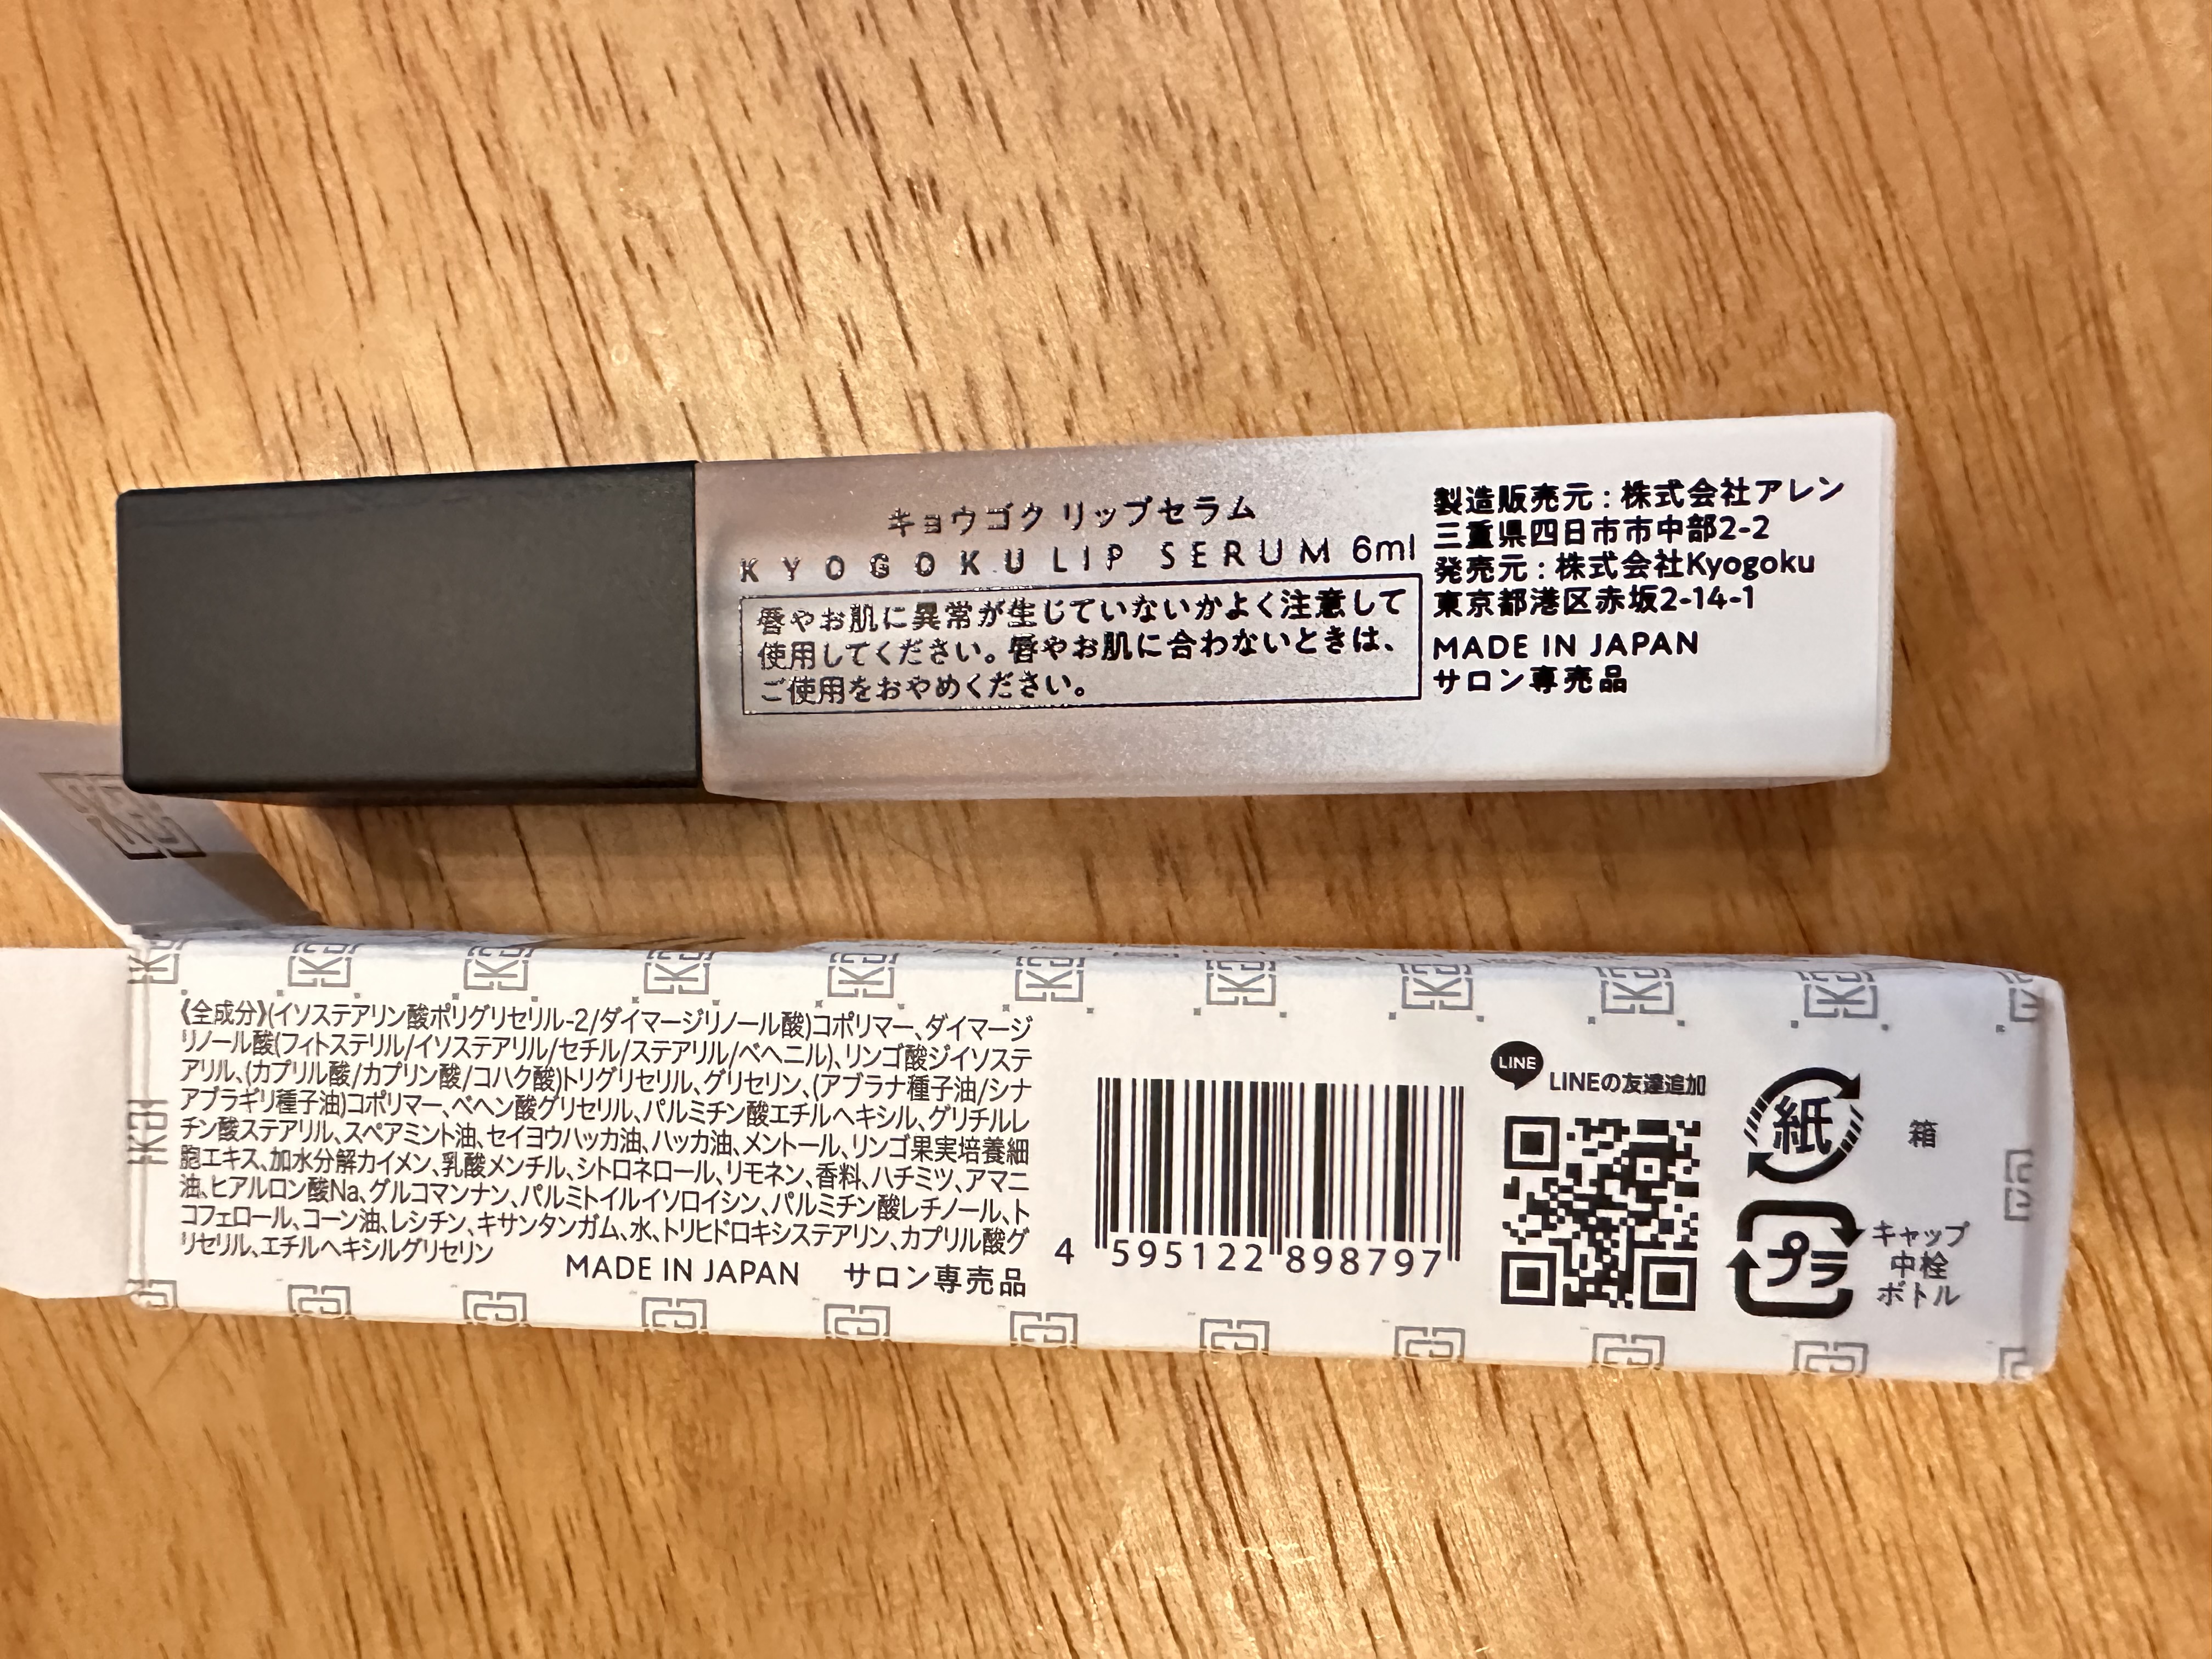 キョウゴク リップセラム
KYOGOKU LIP SERUM 6ml
唇やお肌に異常が生じていないかよく注意して
使用してください。唇やお肌に合わないときは、
ご使用をおやめください。
製造販売元：株式会社アレン
三重県四日市市中部2-2
発売元：株式会社Kyogoku
東京都港区赤坂2-14-1
MADE IN JAPAN
サロン専売品
《全成分》(イソステアリン酸ポリグリセリル-2/ダイマージリノール酸)コポリマー、ダイマージ
リノール酸(フィトステリル/イソステアリル/セチル/ステアリル/ベヘニル)、リンゴ酸ジイソステ
アリル、(カプリル酸/カプリン酸/コハク酸)トリグリセリル、グリセリン、(アブラナ種子油/シナ
アブラギリ種子油)コポリマー、ベヘン酸グリセリル、パルミチン酸エチルヘキシル、グリチルレ
チン酸ステアリル、スペアミント油、セイヨウハッカ油、ハッカ油、メントール、リンゴ果実培養細
胞エキス、加水分解カイメン、乳酸メンチル、シトロネロール、リモネン、香料、ハチミツ、アマニ
油、ヒアルロン酸Na、グルコマンナン、パルミトイルイソロイシン、パルミチン酸レチノール、ト
コフェロール、コーン油、レシチン、キサンタンガム、水、トリヒドロキシステアリン、カプリル酸グ
リセリル、エチルヘキシルグリセリン
MADE IN JAPAN サロン専売品
4 595122 898797
LINE
LINEの友達追加
紙
箱
プラ
キャップ
中栓
ボトル